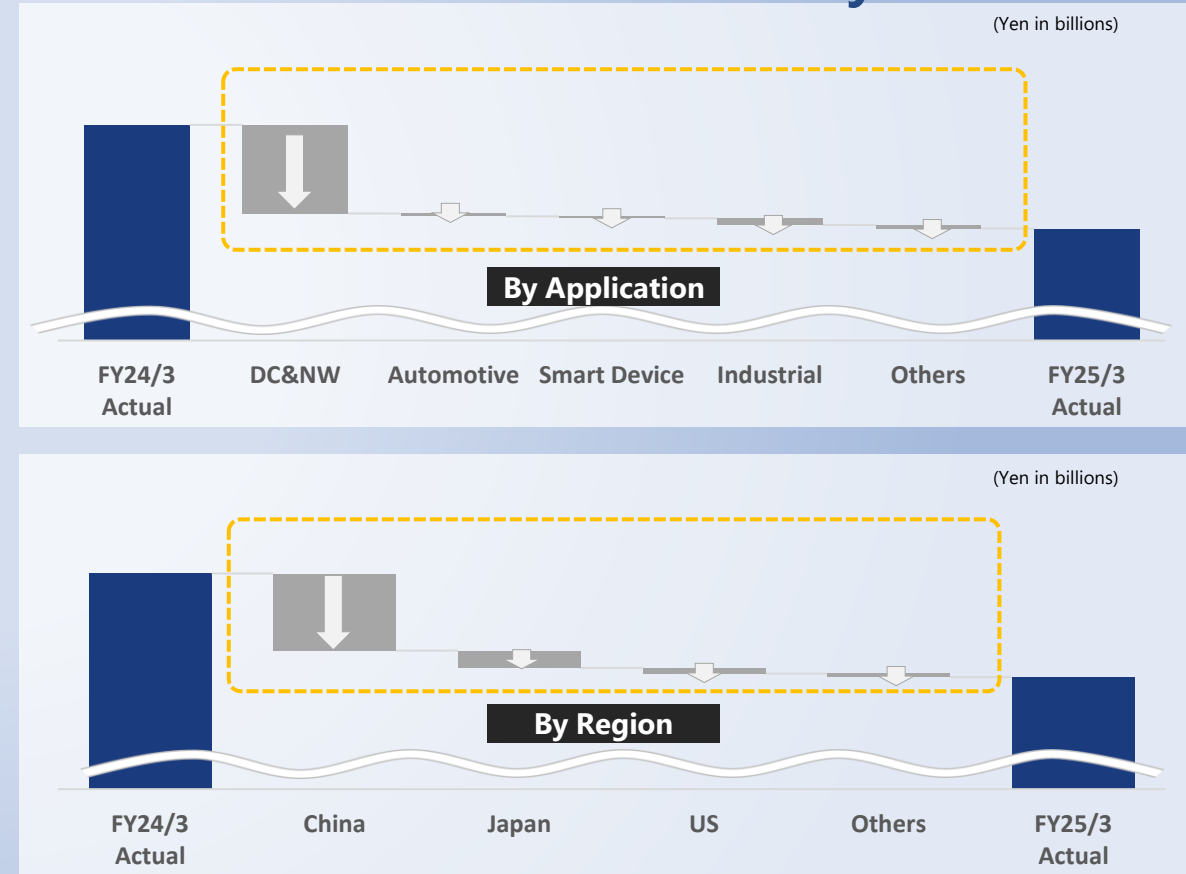 (Yen in billions)
By Application
FY24/3 DC&NW Automotive Smart Device Industrial Others FY25/3
Actual Actual
(Yen in billions)
By Region
FY24/3 China Japan US Others FY25/3
Actual Actual